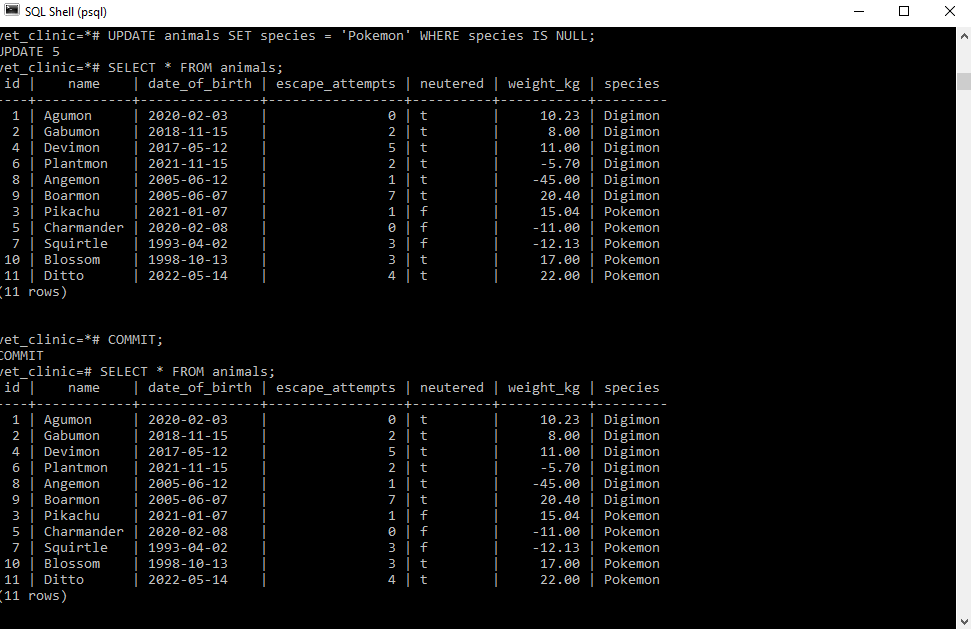 SQL Shell (psql)
vet_clinic=*# UPDATE animals SET species = 'Pokemon' WHERE species IS NULL;
UPDATE 5
vet_clinic=*# SELECT * FROM animals;
 id |    name    | date_of_birth | escape_attempts | neutered | weight_kg | species
----+------------+---------------+-----------------+----------+-----------+---------
  1 | Agumon     | 2020-02-03    |               0 | t        |     10.23 | Digimon
  2 | Gabumon    | 2018-11-15    |               2 | t        |      8.00 | Digimon
  4 | Devimon    | 2017-05-12    |               5 | t        |     11.00 | Digimon
  6 | Plantmon   | 2021-11-15    |               2 | t        |     -5.70 | Digimon
  8 | Angemon    | 2005-06-12    |               1 | t        |    -45.00 | Digimon
  9 | Boarmon    | 2005-06-07    |               7 | t        |     20.40 | Digimon
  3 | Pikachu    | 2021-01-07    |               1 | f        |     15.04 | Pokemon
  5 | Charmander | 2020-02-08    |               0 | f        |    -11.00 | Pokemon
  7 | Squirtle   | 1993-04-02    |               3 | f        |    -12.13 | Pokemon
 10 | Blossom    | 1998-10-13    |               3 | t        |     17.00 | Pokemon
 11 | Ditto      | 2022-05-14    |               4 | t        |     22.00 | Pokemon
(11 rows)
vet_clinic=*# COMMIT;
COMMIT
vet_clinic=# SELECT * FROM animals;
 id |    name    | date_of_birth | escape_attempts | neutered | weight_kg | species
----+------------+---------------+-----------------+----------+-----------+---------
  1 | Agumon     | 2020-02-03    |               0 | t        |     10.23 | Digimon
  2 | Gabumon    | 2018-11-15    |               2 | t        |      8.00 | Digimon
  4 | Devimon    | 2017-05-12    |               5 | t        |     11.00 | Digimon
  6 | Plantmon   | 2021-11-15    |               2 | t        |     -5.70 | Digimon
  8 | Angemon    | 2005-06-12    |               1 | t        |    -45.00 | Digimon
  9 | Boarmon    | 2005-06-07    |               7 | t        |     20.40 | Digimon
  3 | Pikachu    | 2021-01-07    |               1 | f        |     15.04 | Pokemon
  5 | Charmander | 2020-02-08    |               0 | f        |    -11.00 | Pokemon
  7 | Squirtle   | 1993-04-02    |               3 | f        |    -12.13 | Pokemon
 10 | Blossom    | 1998-10-13    |               3 | t        |     17.00 | Pokemon
 11 | Ditto      | 2022-05-14    |               4 | t        |     22.00 | Pokemon
(11 rows)